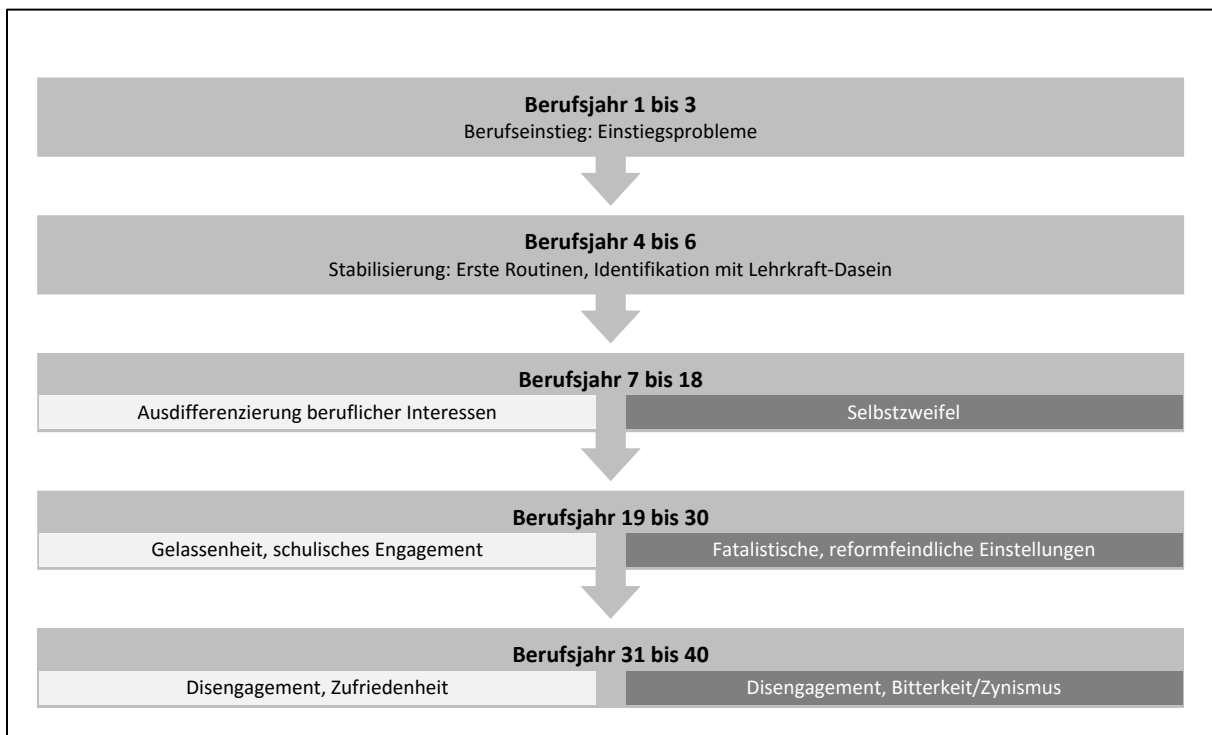 Berufsjahr 1 bis 3
Berufseinstieg: Einstiegsprobleme
Berufsjahr 4 bis 6
Stabilisierung: Erste Routinen, Identifikation mit Lehrkraft-Dasein
Berufsjahr 7 bis 18
Ausdifferenzierung beruflicher Interessen
Selbstzweifel
Berufsjahr 19 bis 30
Gelassenheit, schulisches Engagement
Fatalistische, reformfeindliche Einstellungen
Berufsjahr 31 bis 40
Disengagement, Zufriedenheit
Disengagement, Bitterkeit/Zynismus